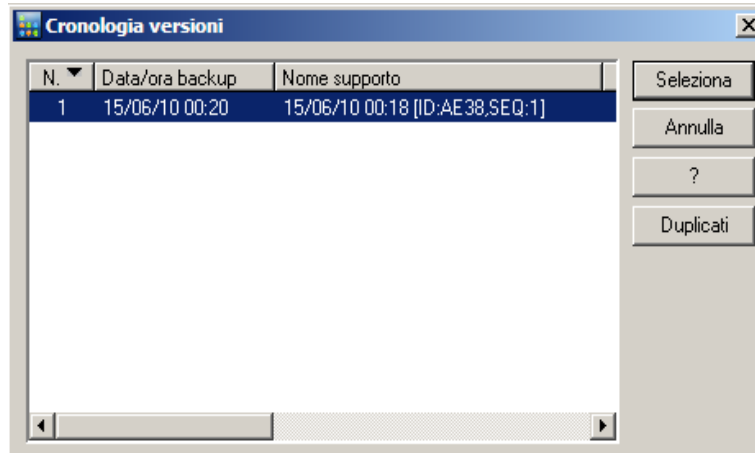 Cronologia versioni
N. Data/ora backup Nome supporto
1 15/06/10 00:20 15/06/10 00:18 [ID:AE38,SEQ:1]
Seleziona
Annulla
?
Duplicati